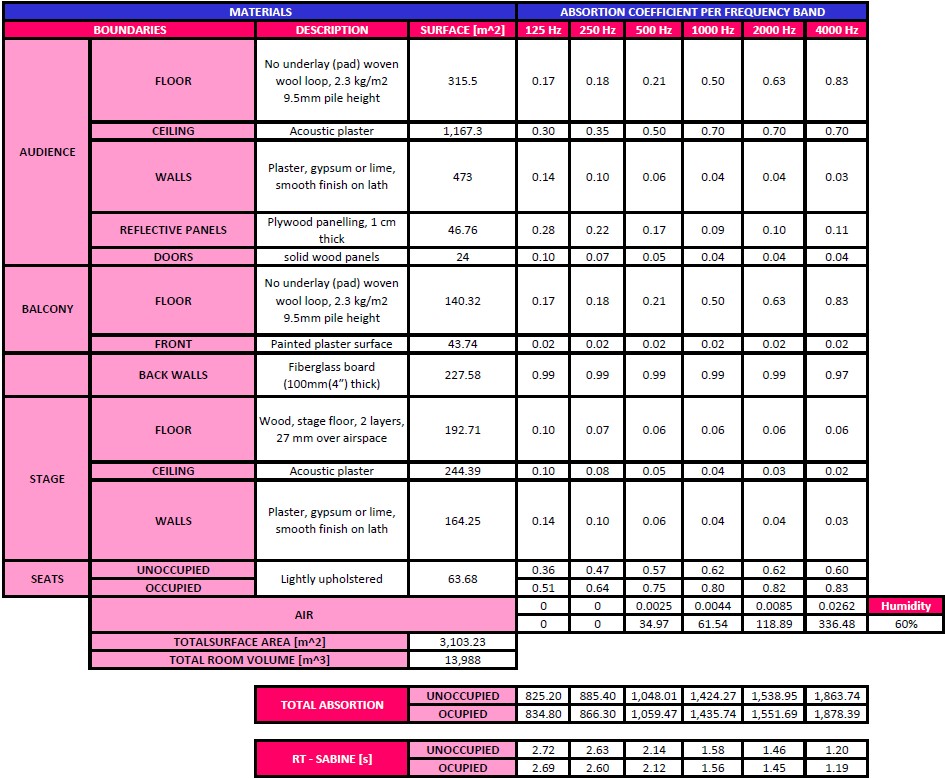 MATERIALS ABSORTION COEFFICIENT PER FREQUENCY BAND
BOUNDARIES DESCRIPTION SURFACE [m^2] 125 Hz 250 Hz 500 Hz 1000 Hz 2000 Hz 4000 Hz
AUDIENCE
FLOOR
No underlay (pad) woven
wool loop, 2.3 kg/m2
9.5mm pile height
315.5 0.17 0.18 0.21 0.50 0.63 0.83
CEILING Acoustic plaster 1,167.3 0.30 0.35 0.50 0.70 0.70 0.70
WALLS
Plaster, gypsum or lime,
smooth finish on lath
473 0.14 0.10 0.06 0.04 0.04 0.03
REFLECTIVE PANELS
Plywood panelling, 1 cm
thick
46.76 0.28 0.22 0.17 0.09 0.10 0.11
DOORS solid wood panels 24 0.10 0.07 0.05 0.04 0.04 0.04
BALCONY
FLOOR
No underlay (pad) woven
wool loop, 2.3 kg/m2
9.5mm pile height
140.32 0.17 0.18 0.21 0.50 0.63 0.83
FRONT Painted plaster surface 43.74 0.02 0.02 0.02 0.02 0.02 0.02
BACK WALLS
Fiberglass board
(100mm(4”) thick)
227.58 0.99 0.99 0.99 0.99 0.99 0.97
STAGE
FLOOR
Wood, stage floor, 2 layers,
27 mm over airspace
192.71 0.10 0.07 0.06 0.06 0.06 0.06
CEILING Acoustic plaster 244.39 0.10 0.08 0.05 0.04 0.03 0.02
WALLS
Plaster, gypsum or lime,
smooth finish on lath
164.25 0.14 0.10 0.06 0.04 0.04 0.03
SEATS
UNOCCUPIED 0.36 0.47 0.57 0.62 0.62 0.60
Lightly upholstered 63.68
OCCUPIED 0.51 0.64 0.75 0.80 0.82 0.83
AIR
0 0 0.0025 0.0044 0.0085 0.0262 Humidity
0 0 34.97 61.54 118.89 336.48 60%
TOTALSURFACE AREA [m^2] 3,103.23
TOTAL ROOM VOLUME [m^3] 13,988
TOTAL ABSORTION
UNOCCUPIED 825.20 885.40 1,048.01 1,424.27 1,538.95 1,863.74
OCUPIED 834.80 866.30 1,059.47 1,435.74 1,551.69 1,878.39
RT - SABINE [s]
UNOCCUPIED 2.72 2.63 2.14 1.58 1.46 1.20
OCUPIED 2.69 2.60 2.12 1.56 1.45 1.19